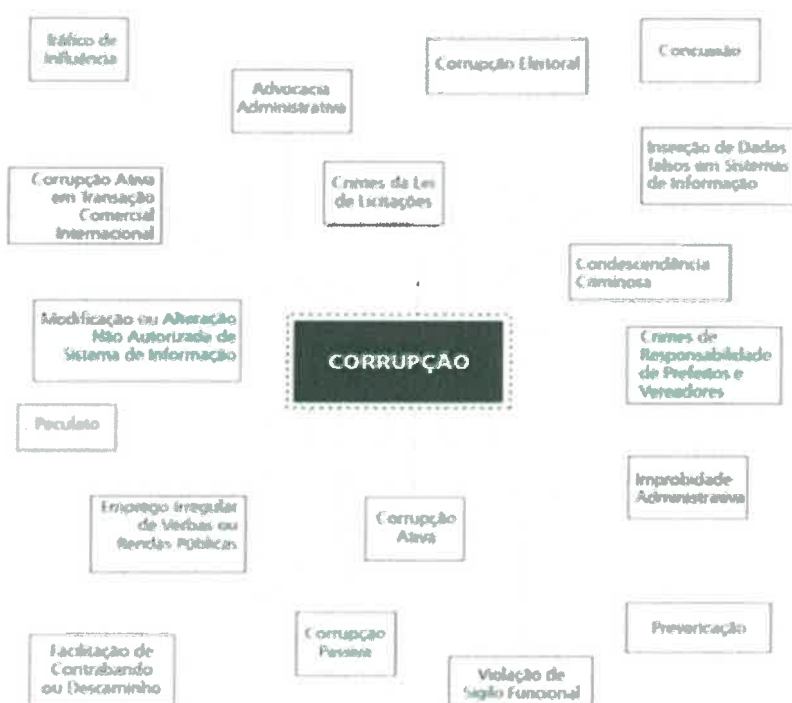 Tráfico de
Influência
Corrupção Eleitoral
Concussão
Advocacia
Administrativa
Inserção de Dados
falsos em Sistemas
de Informação
Corrupção Ativa
em Transação
Comercial
Internacional
Crimes da Lei
de Licitações
Condescendência
Criminosa
Modificação ou Alteração
Não Autorizada de
Sistema de Informação
CORRUPÇÃO
Crimes de
Responsabilidade
de Prefeitos e
Vereadores
Peculato
Improbidade
Administrativa
Emprego Irregular
de Verbas ou
Rendas Públicas
Corrupção
Ativa
Corrupção
Passiva
Prevaricação
Facilitação de
Contrabando
ou Descaminho
Violação de
Sigilo Funcional